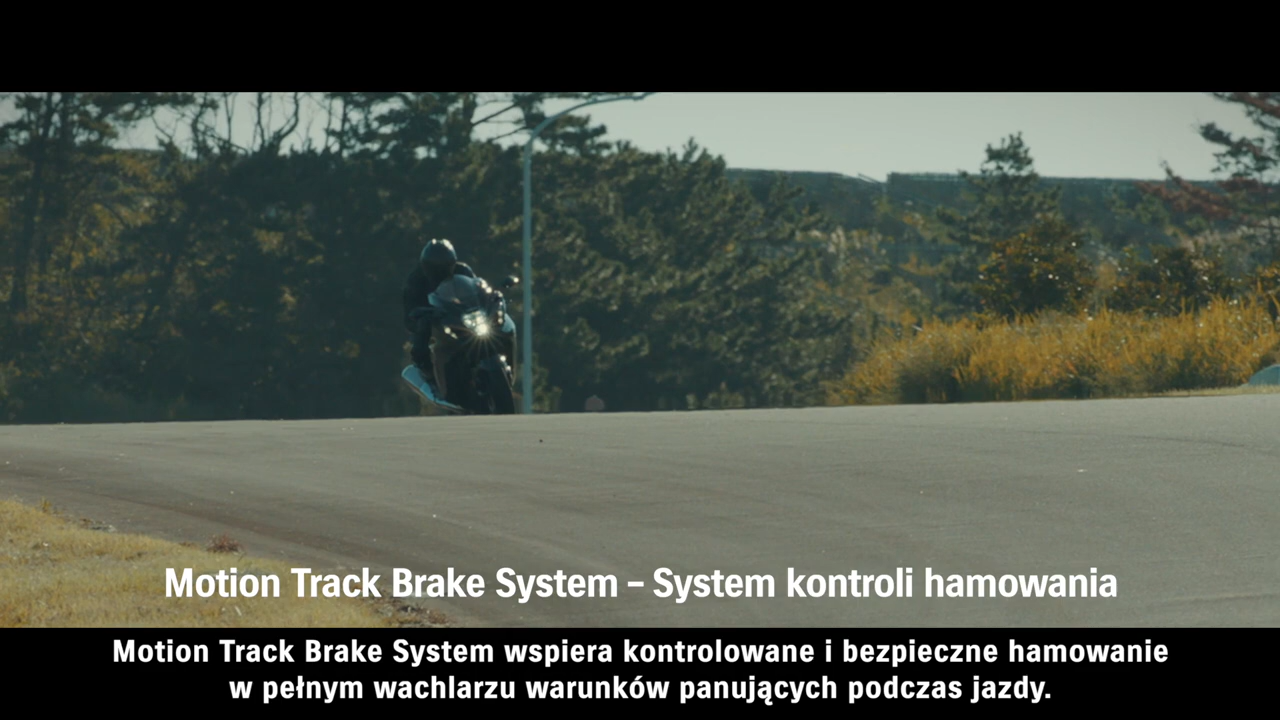 Motion Track Brake System – System kontroli hamowania
Motion Track Brake System wspiera kontrolowane i bezpieczne hamowanie
w pełnym wachlarzu warunków panujących podczas jazdy.